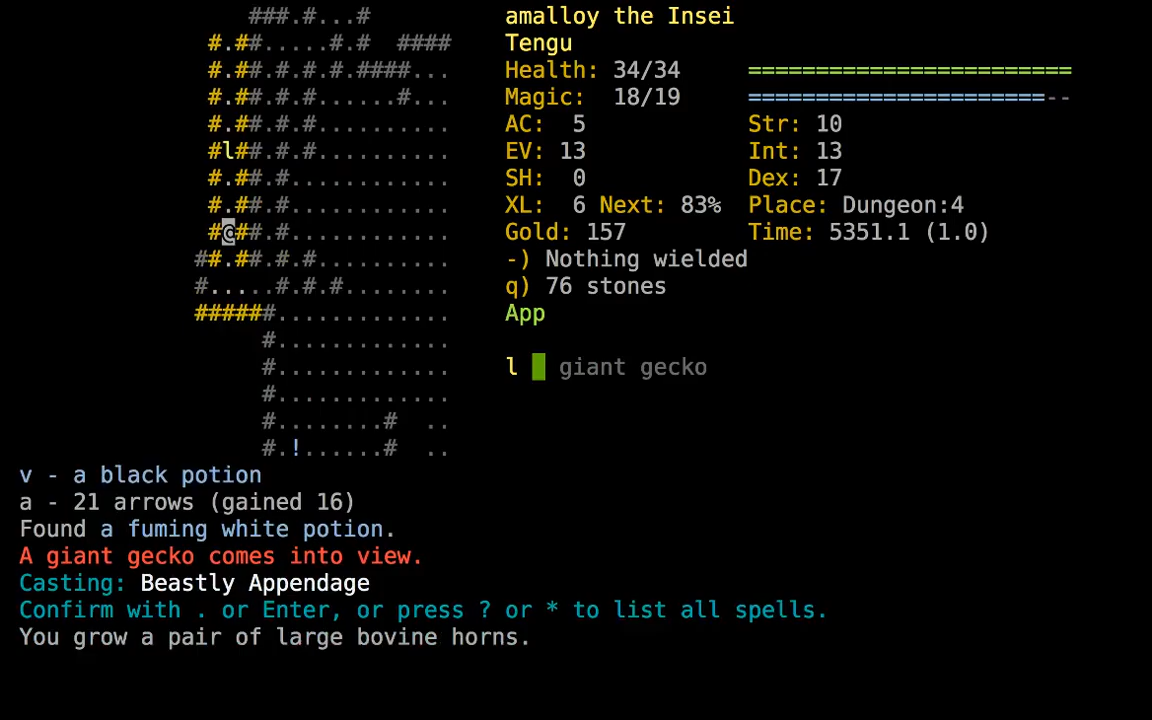 ###.#...#
#.##.....#.#  ####
#.##.#.#.#.####...
#.##.#.#......#...
#.##.#.#..........
#l##.#.#..........
#.##.#............
#.##.#............
#@##.#............
##.##.#............
#.....#.#.#........
######.............
#.............
#.............
#.............
#........#  ..
#.!......#  ..
amalloy the Insei
Tengu
Health: 34/34 ========================
Magic:  18/19 ======================--
AC:  5 Str: 10
EV: 13 Int: 13
SH:  0 Dex: 17
XL:  6 Next: 83% Place: Dungeon:4
Gold: 157 Time: 5351.1 (1.0)
-) Nothing wielded
q) 76 stones
App
l giant gecko
v - a black potion
a - 21 arrows (gained 16)
Found a fuming white potion.
A giant gecko comes into view.
Casting: Beastly Appendage
Confirm with . or Enter, or press ? or * to list all spells.
You grow a pair of large bovine horns.